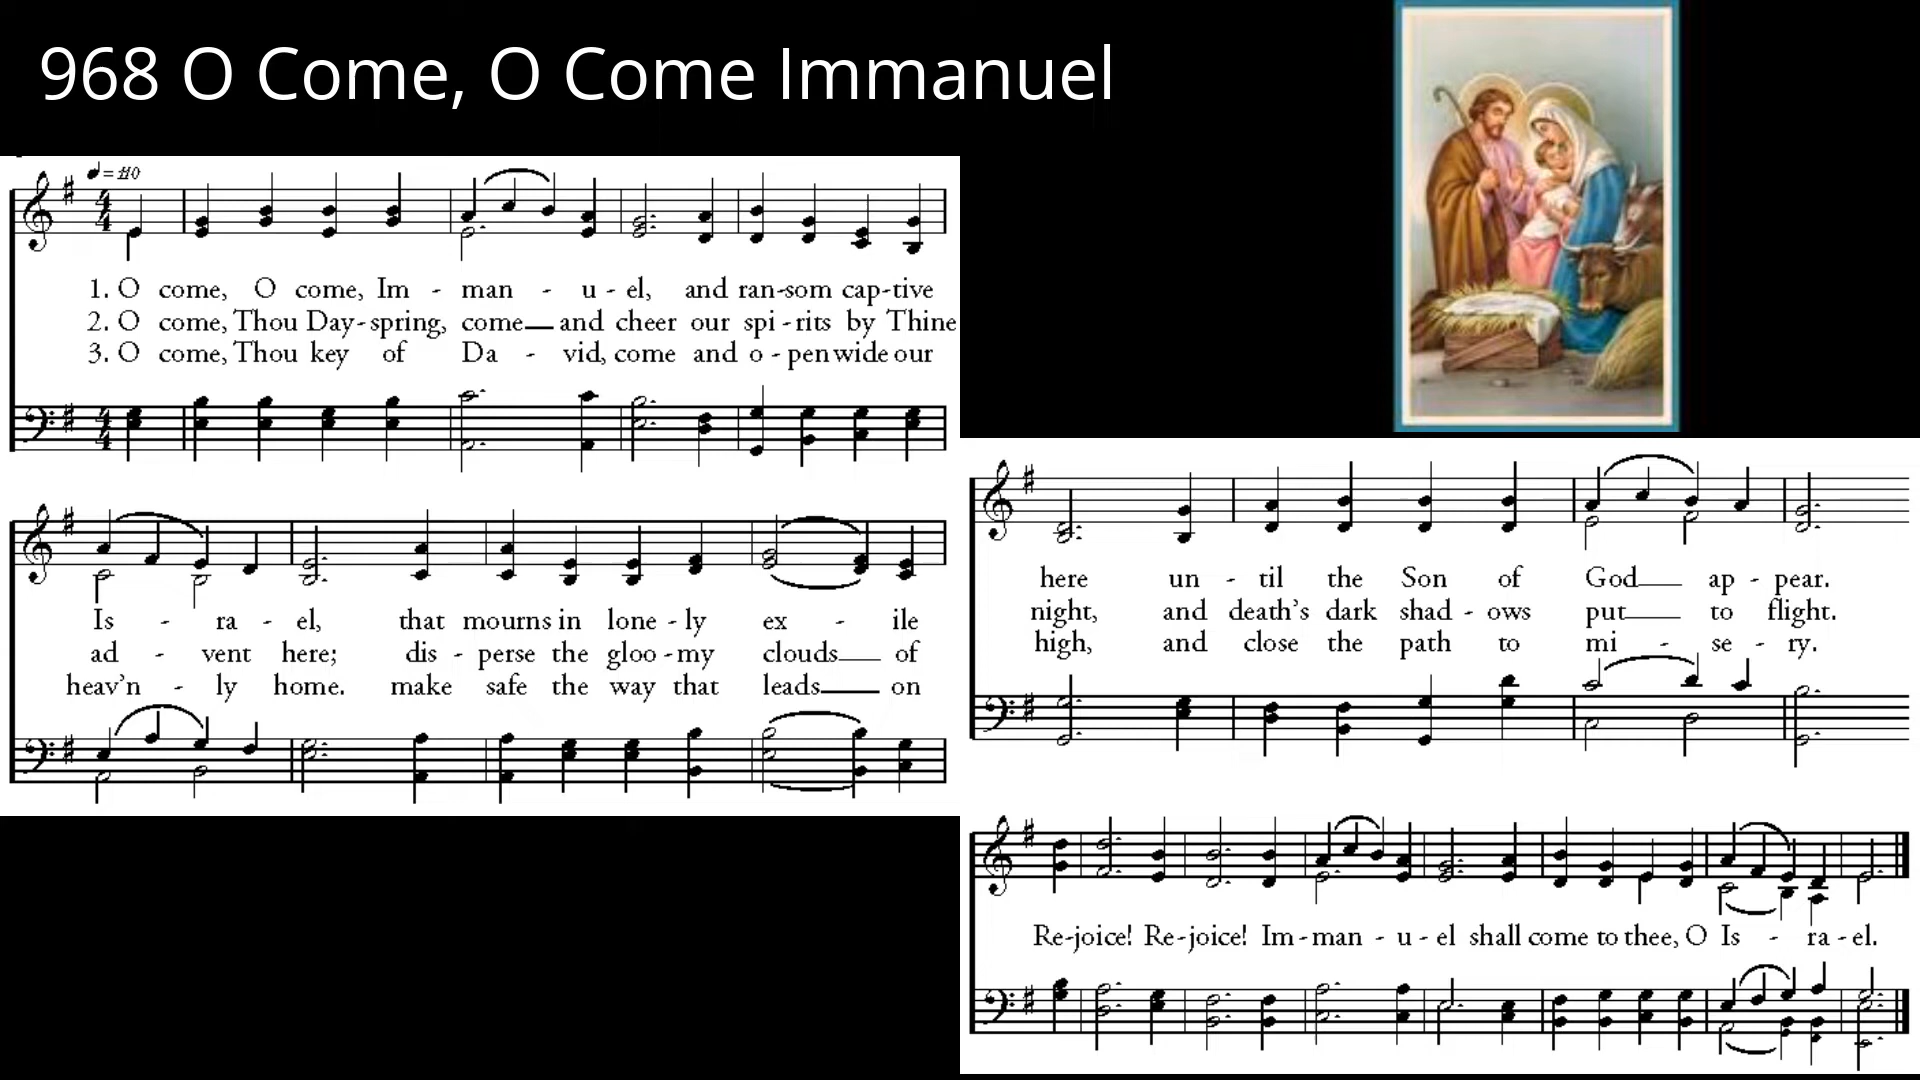 968 O Come, O Come Immanuel
= 110
1. O come, O come, Im - man - u - el, and ran-som cap-tive
2. O come, Thou Day-spring, come and cheer our spi-rits by Thine
3. O come, Thou key of Da - vid, come and o-pen wide our
Is - ra - el, that mourns in lone-ly ex - ile
ad - vent here; dis - perse the gloo-my clouds of
heav'n - ly home. make safe the way that leads on
here un - til the Son of God ap - pear.
night, and death's dark shad - ows put to flight.
high, and close the path to mi - se - ry.
Re-joice! Re-joice! Im-man - u - el shall come to thee, O Is - ra - el.